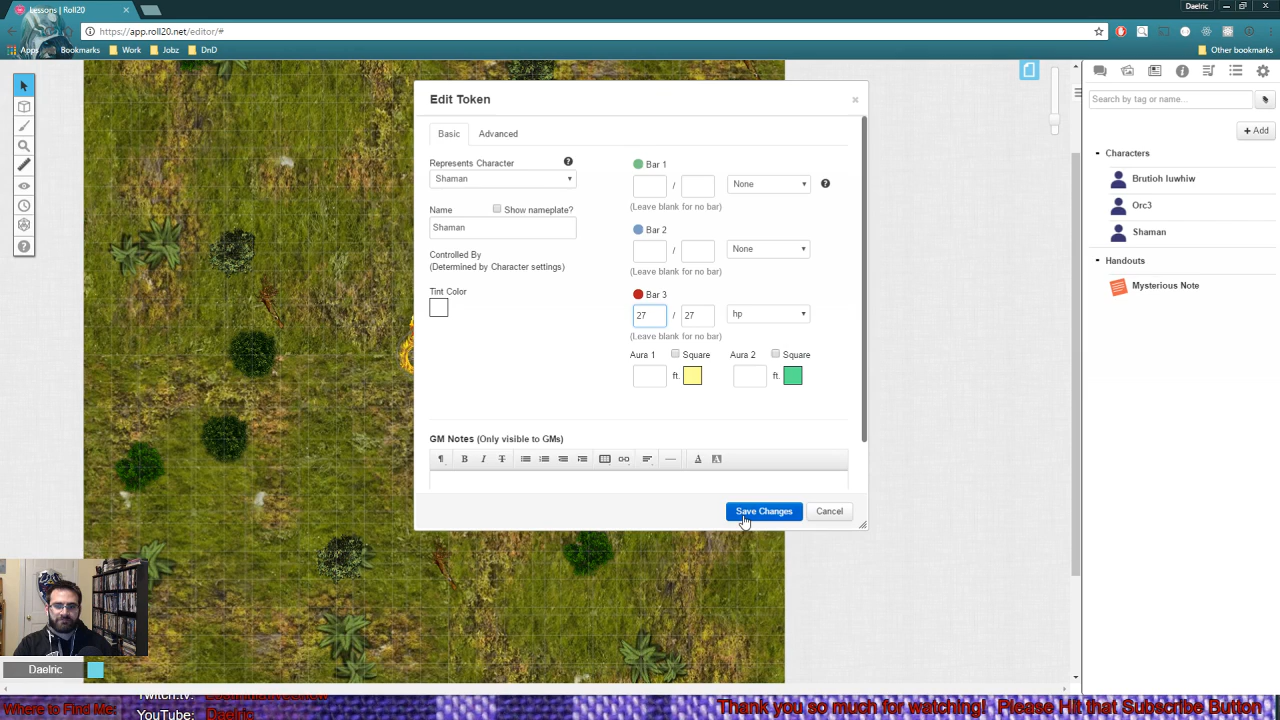 Lessons | Roll20
Daelric
https://app.roll20.net/editor/#
Apps
Bookmarks
Work
Jobz
DnD
Other bookmarks
Edit Token
Basic
Advanced
Represents Character
Shaman
Name
Show nameplate?
Shaman
Controlled By
(Determined by Character settings)
Tint Color
Bar 1
/
None
(Leave blank for no bar)
Bar 2
/
None
(Leave blank for no bar)
Bar 3
27 / 27
hp
(Leave blank for no bar)
Aura 1
Square
Aura 2
Square
ft.
ft.
GM Notes (Only visible to GMs)
Save Changes
Cancel
Search by tag or name...
+ Add
Characters
Brutioh Iuwhiw
Orc3
Shaman
Handouts
Mysterious Note
Daelric
Where to Find Me:
Twitch.tv:
YouTube:
Daelric
Thank you so much for watching! Please Hit that Subscribe Button